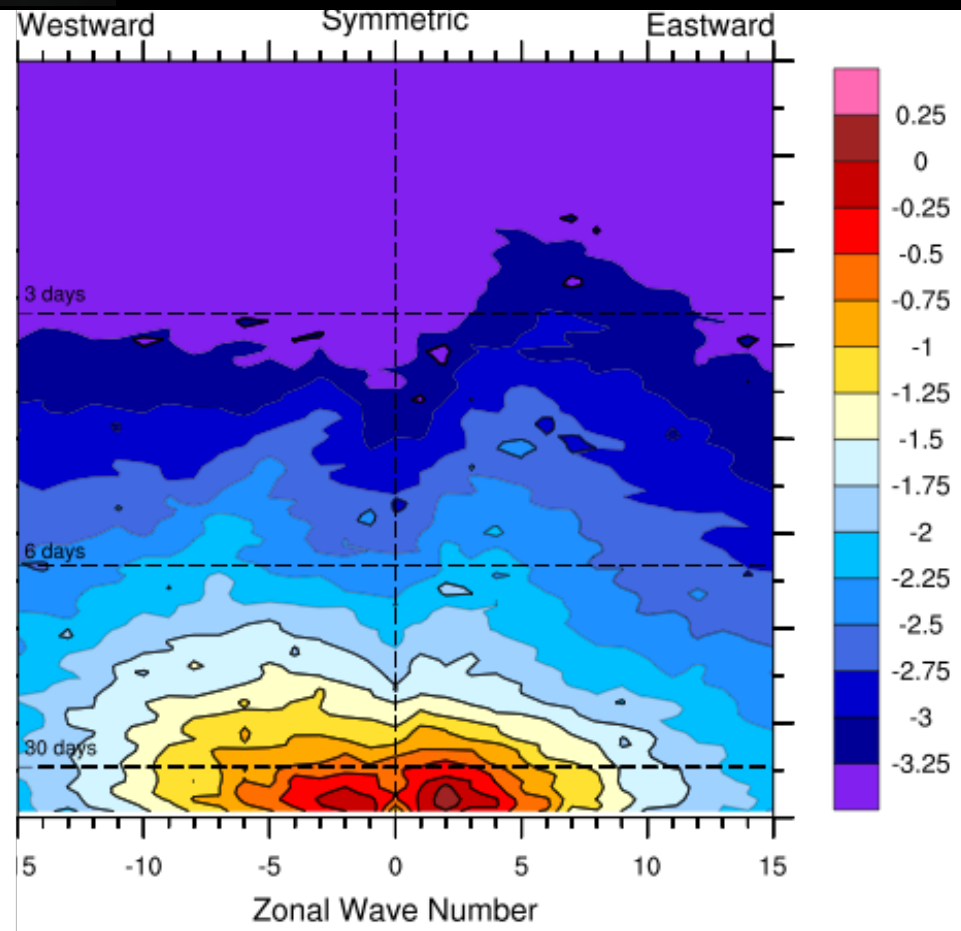 Westward Symmetric Eastward
3 days
6 days
30 days
0.25
0
-0.25
-0.5
-0.75
-1
-1.25
-1.5
-1.75
-2
-2.25
-2.5
-2.75
-3
-3.25
5 -10 -5 0 5 10 15
Zonal Wave Number